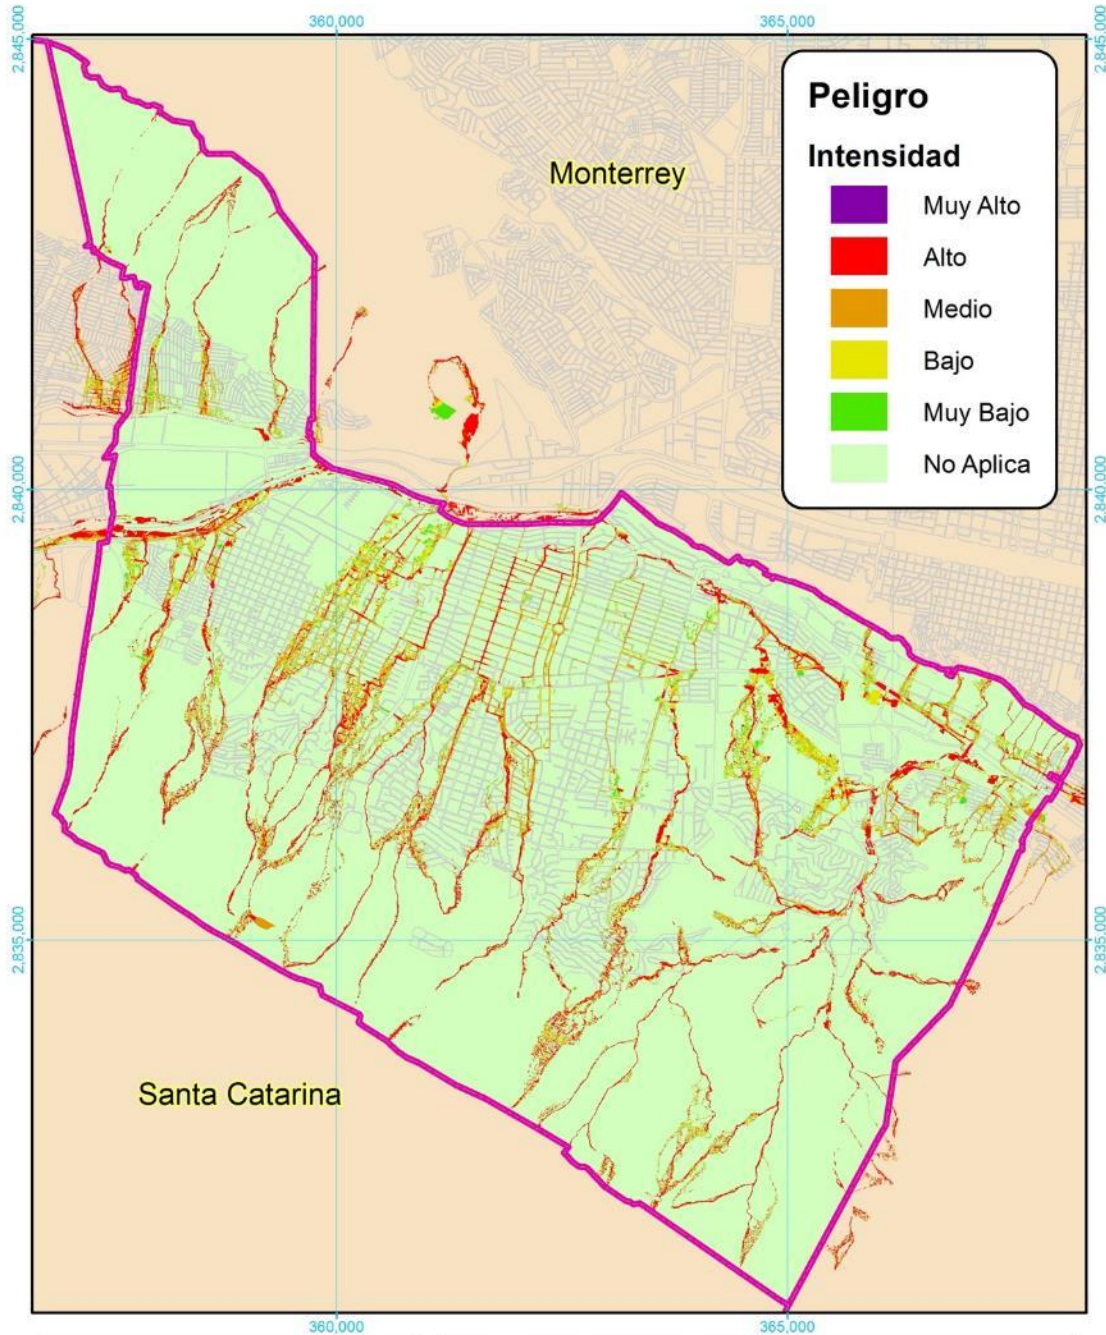 360,000
365,000
2,845,000
2,845,000
Peligro
Intensidad
Muy Alto
Alto
Medio
Bajo
Muy Bajo
No Aplica
Monterrey
2,840,000
2,840,000
2,835,000
2,835,000
Santa Catarina
360,000
365,000